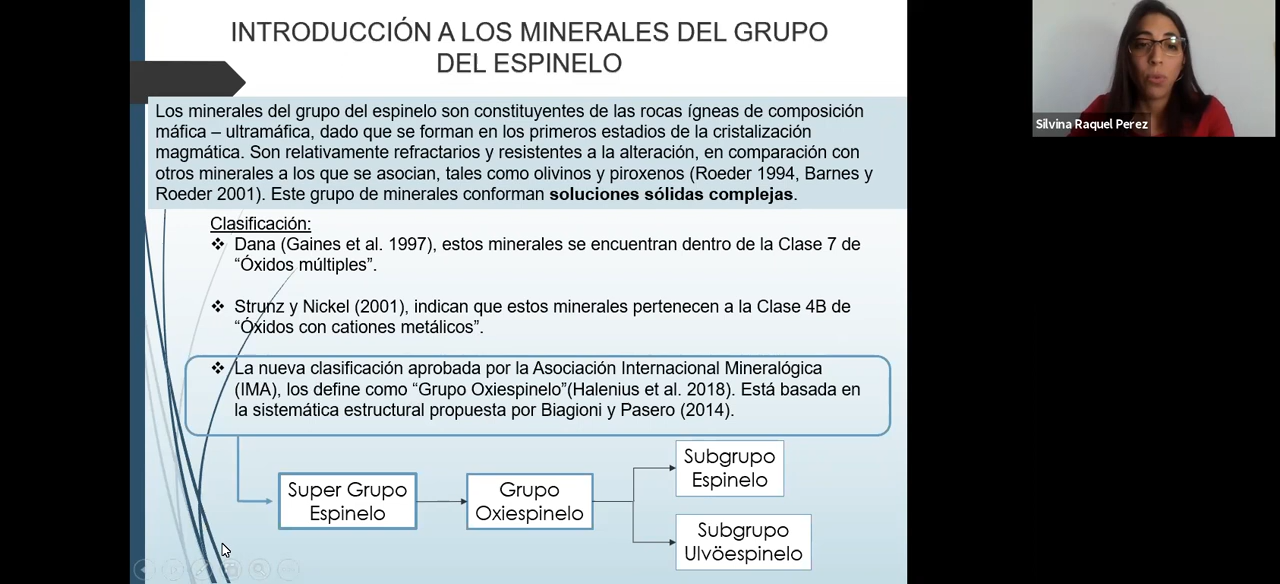 INTRODUCCIÓN A LOS MINERALES DEL GRUPO
DEL ESPINELO
Los minerales del grupo del espinelo son constituyentes de las rocas ígneas de composición
máfica – ultramáfica, dado que se forman en los primeros estadios de la cristalización
magmática. Son relativamente refractarios y resistentes a la alteración, en comparación con
otros minerales a los que se asocian, tales como olivinos y piroxenos (Roeder 1994, Barnes y
Roeder 2001). Este grupo de minerales conforman soluciones sólidas complejas.
Clasificación:
❖ Dana (Gaines et al. 1997), estos minerales se encuentran dentro de la Clase 7 de
“Óxidos múltiples”.
❖ Strunz y Nickel (2001), indican que estos minerales pertenecen a la Clase 4B de
“Óxidos con cationes metálicos”.
❖ La nueva clasificación aprobada por la Asociación Internacional Mineralógica
(IMA), los define como “Grupo Oxiespinelo”(Halenius et al. 2018). Está basada en
la sistemática estructural propuesta por Biagioni y Pasero (2014).
Super Grupo
Espinelo
Grupo
Oxiespinelo
Subgrupo
Espinelo
Subgrupo
Ulvöespinelo
Silvina Raquel Perez